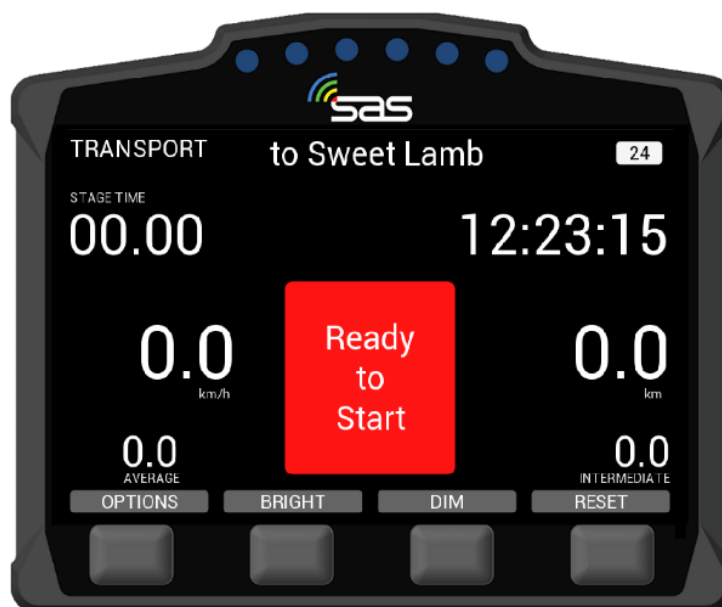 sas
TRANSPORT to Sweet Lamb 24
STAGE TIME
00.00 12:23:15
0.0 km/h
Ready
to
Start
0.0 km
0.0
AVERAGE
0.0
INTERMEDIATE
OPTIONS BRIGHT DIM RESET